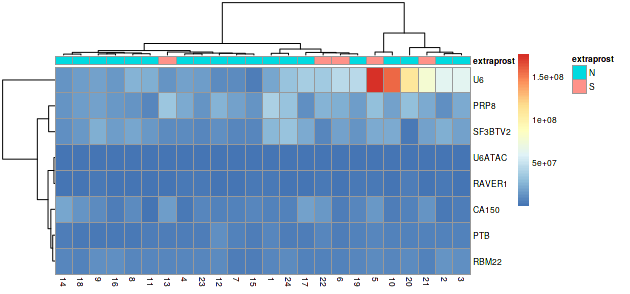 extraprost
extraprost
N
S
U6
PRP8
SF3BTV2
U6ATAC
RAVER1
CA150
PTB
RBM22
1.5e+08
1e+08
5e+07
14 18 9 16 8 11 13 4 23 12 7 15 1 24 17 22 6 19 5 10 20 21 2 3